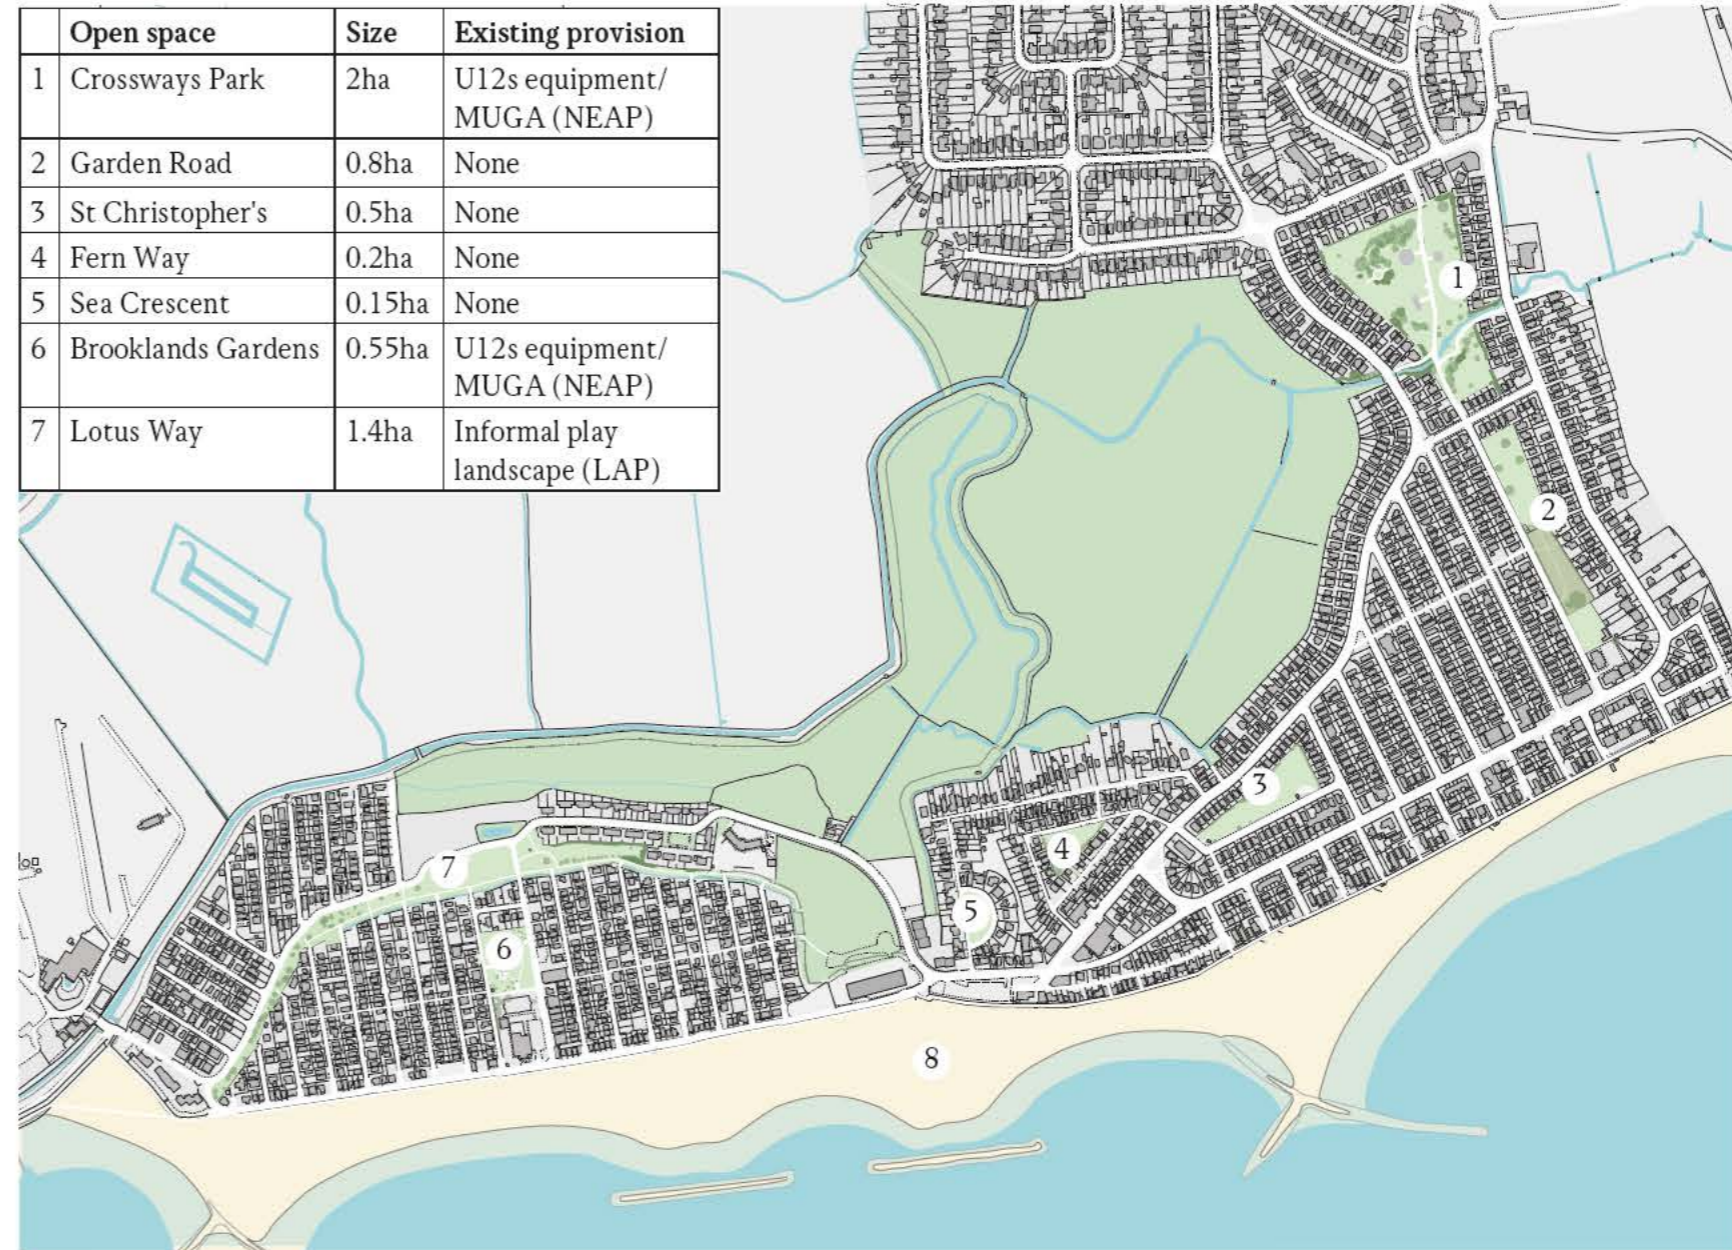 Open space Size Existing provision
1 Crossways Park 2ha U12s equipment/
MUGA (NEAP)
2 Garden Road 0.8ha None
3 St Christopher's 0.5ha None
4 Fern Way 0.2ha None
5 Sea Crescent 0.15ha None
6 Brooklands Gardens 0.55ha U12s equipment/
MUGA (NEAP)
7 Lotus Way 1.4ha Informal play
landscape (LAP)
1
2
3
4
7
5
6
8